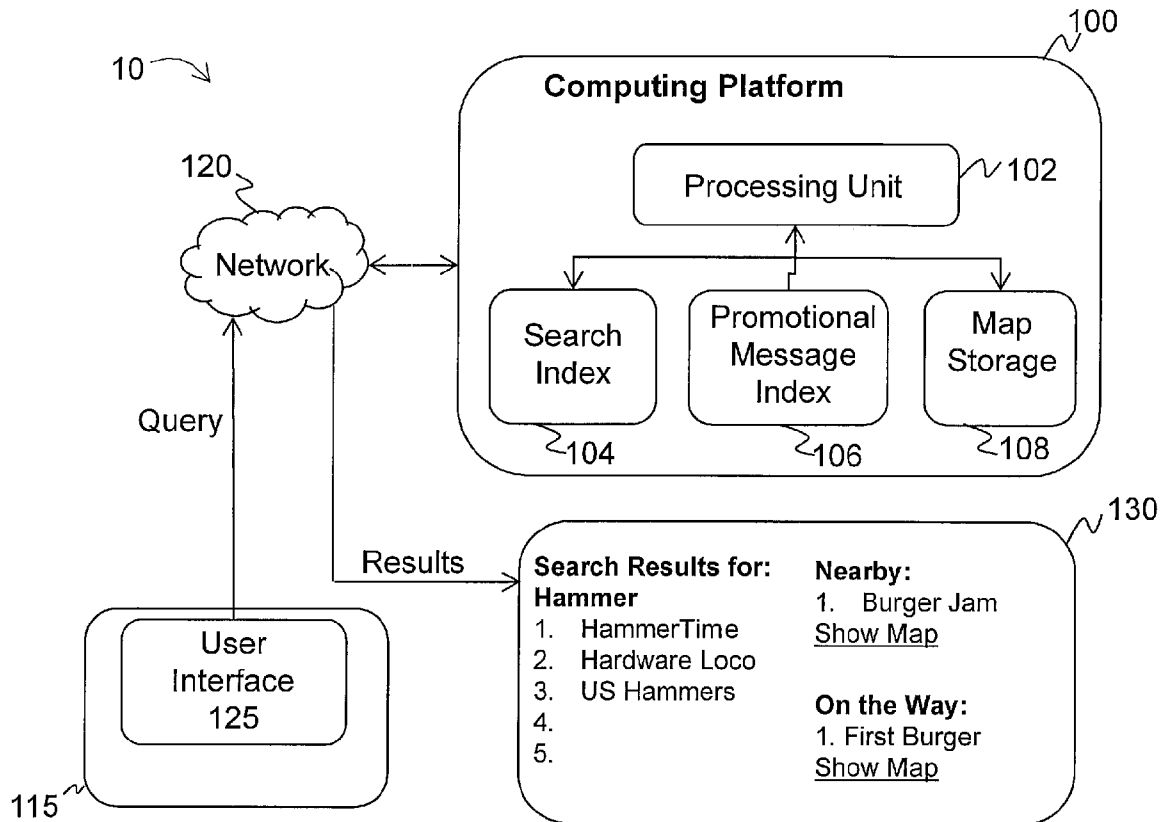 10
100
Computing Platform
120
Processing Unit
102
Network
Search
Index
Promotional
Message
Index
Map
Storage
104
106
108
Query
130
Results
Search Results for:
Hammer
1. HammerTime
2. Hardware Loco
3. US Hammers
4.
5.
Nearby:
1. Burger Jam
Show Map
On the Way:
1. First Burger
Show Map
User
Interface
125
115